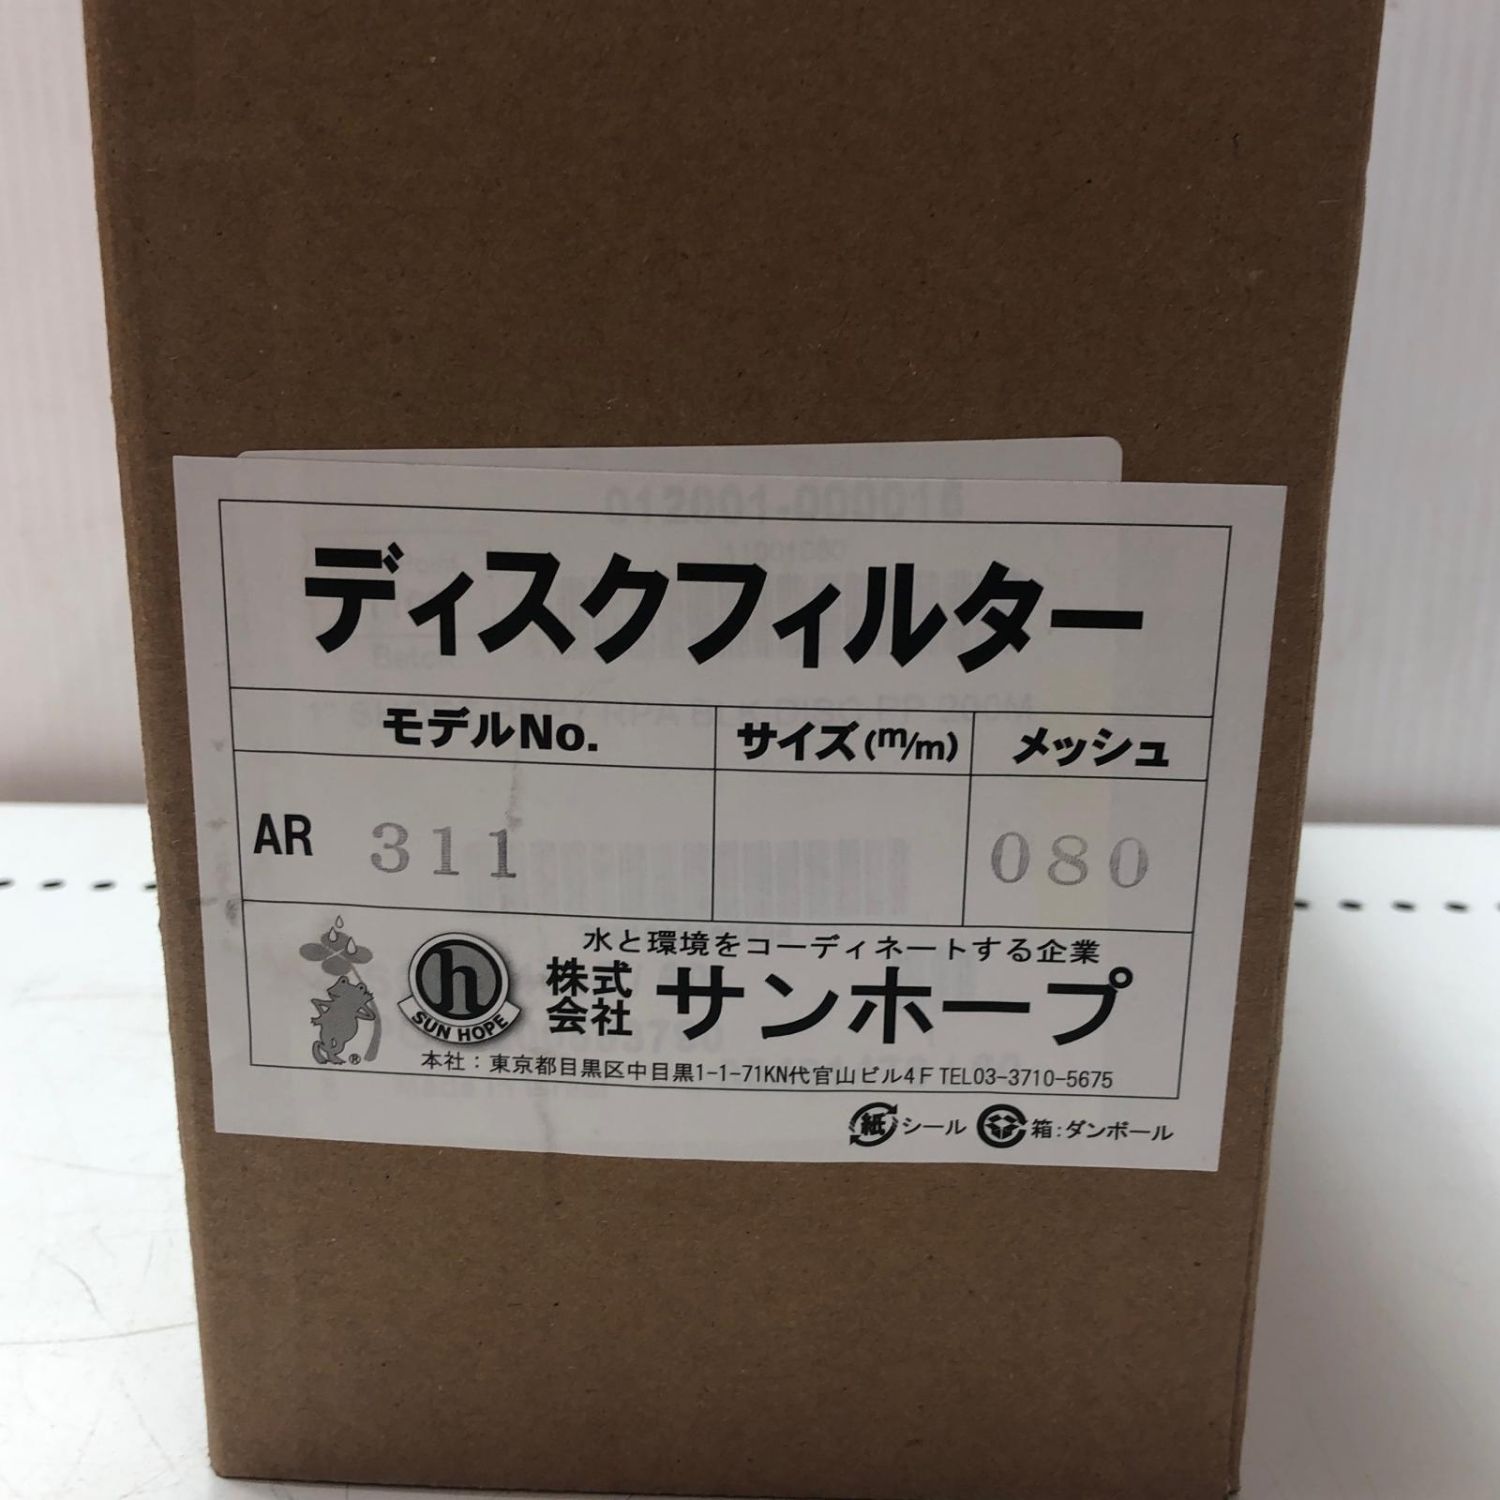 ディスクフィルター
モデルNo. サイズ(m/m) メッシュ
AR 311 080
水と環境をコーディネートする企業
株式会社 サンホープ
SUN HOPE
®
本社：東京都目黒区中目黒1-1-71KN代官山ビル4F TEL03-3710-5675
紙 シール 箱:ダンボール